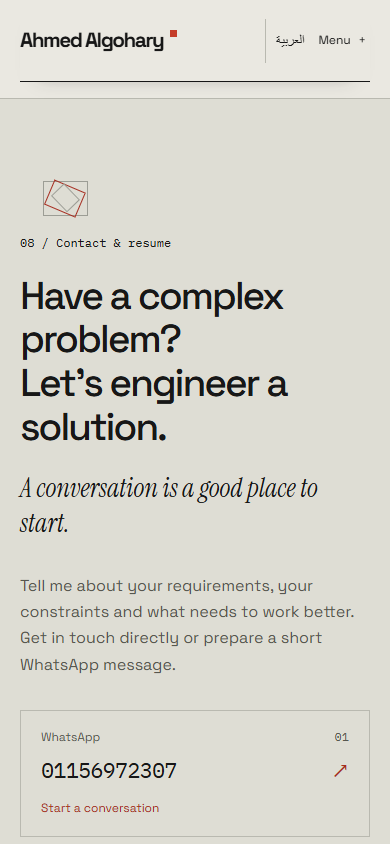 Ahmed Algohary
العربية
Menu +
08 / Contact & resume
Have a complex
problem?
Let’s engineer a
solution.
A conversation is a good place to
start.
Tell me about your requirements, your
constraints and what needs to work better.
Get in touch directly or prepare a short
WhatsApp message.
WhatsApp
01
01156972307
↗
Start a conversation